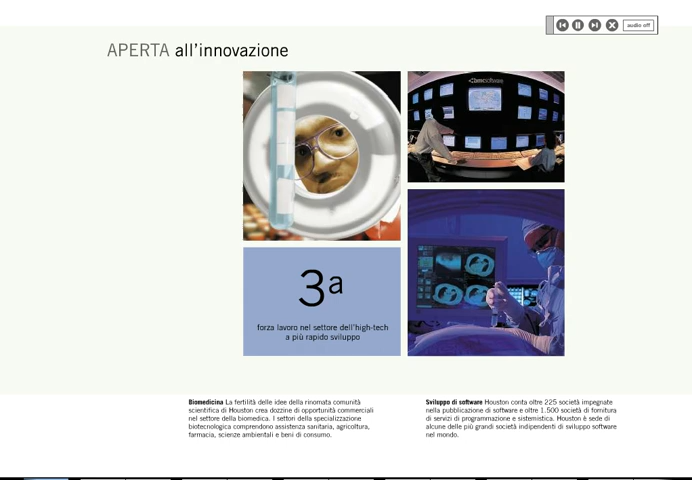 audio off
APERTA all'innovazione
3a
forza lavoro nel settore dell'high-tech
a più rapido sviluppo
Biomedicina La fertilità delle idee della rinomata comunità
scientifica di Houston crea dozzine di opportunità commerciali
nel settore della biomedica. I settori della specializzazione
biotecnologica comprendono assistenza sanitaria, agricoltura,
farmacia, scienze ambientali e beni di consumo.
Sviluppo di software Houston conta oltre 225 società impegnate
nella pubblicazione di software e oltre 1.500 società di fornitura
di servizi di programmazione e sistemistica. Houston è sede di
alcune delle più grandi società indipendenti di sviluppo software
nel mondo.